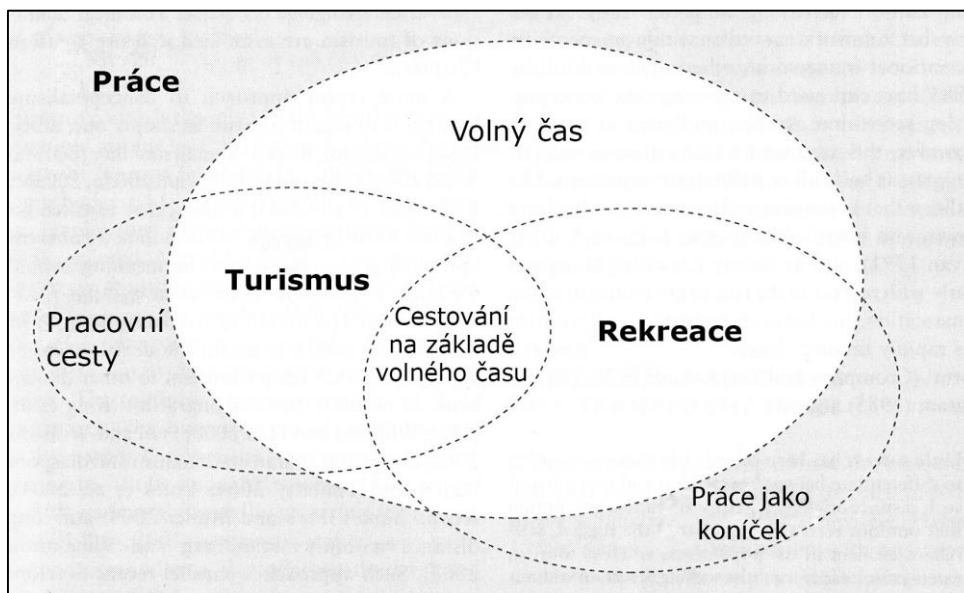 Práce
Volný čas
Turismus
Pracovní
cesty
Cestování
na základě
volného času
Rekreace
Práce jako
koníček